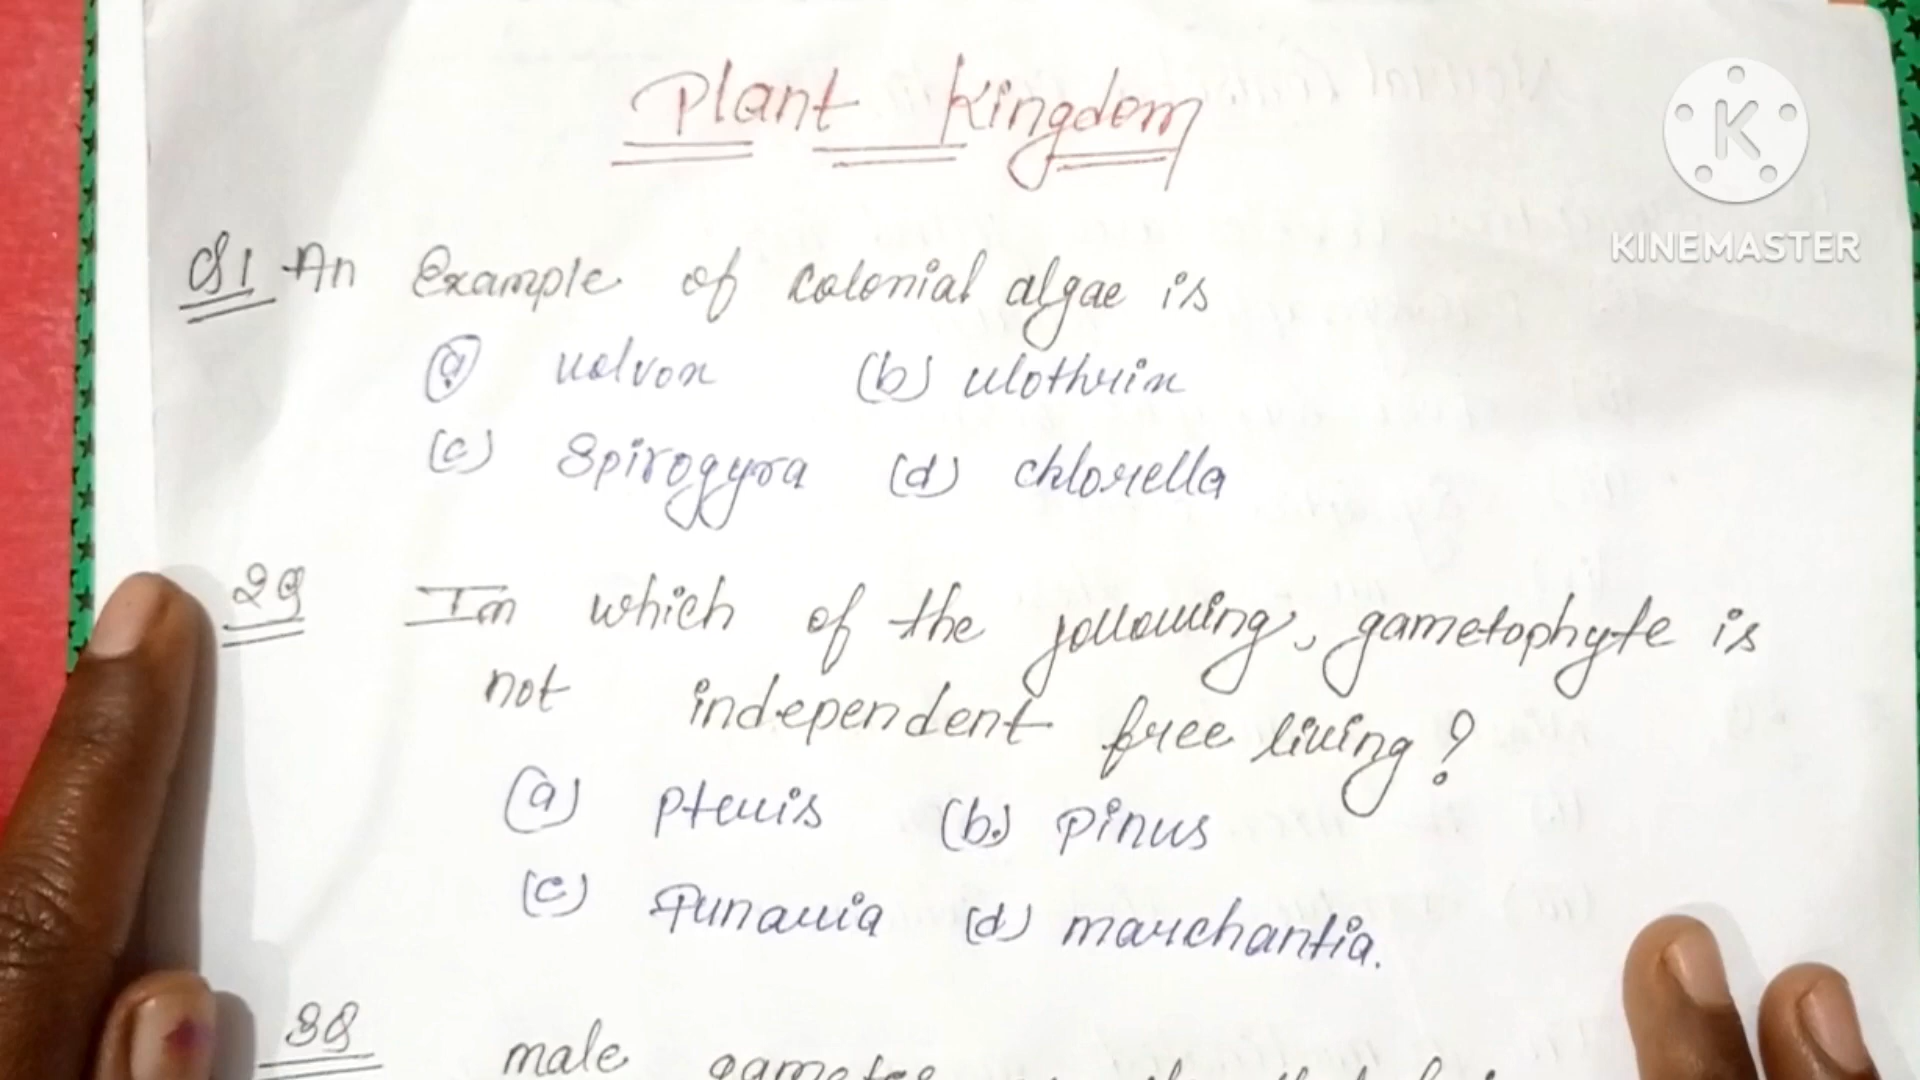 Plant Kingdom
K
KINEMASTER
Q1 An Example of colonial algae is
(a) volvox (b) ulothrix
(c) Spirogyra (d) chlorella
2Q In which of the following, gametophyte is
not independent free living?
(a) pteris (b) pinus
(c) Funaria (d) marchantia.
3Q male